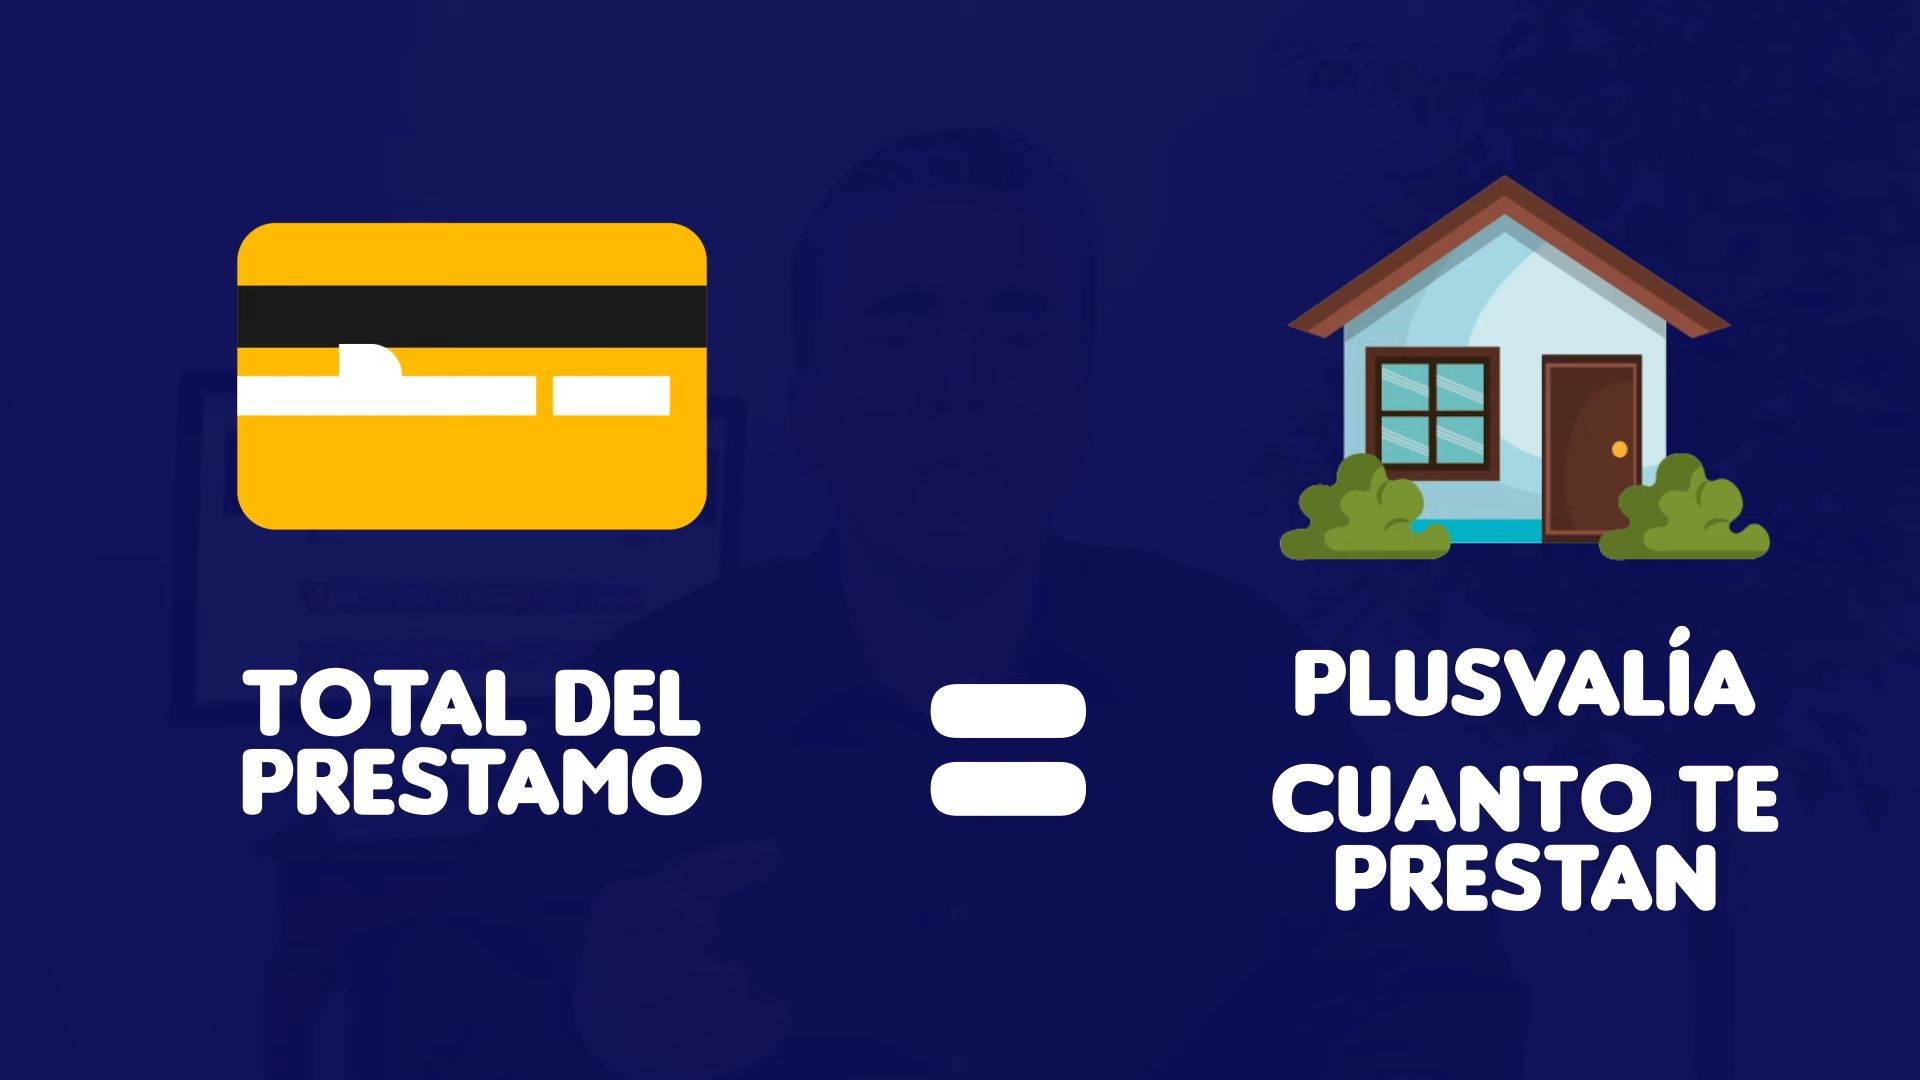 TOTAL DEL
PRESTAMO
=
PLUSVALÍA
CUANTO TE
PRESTAN